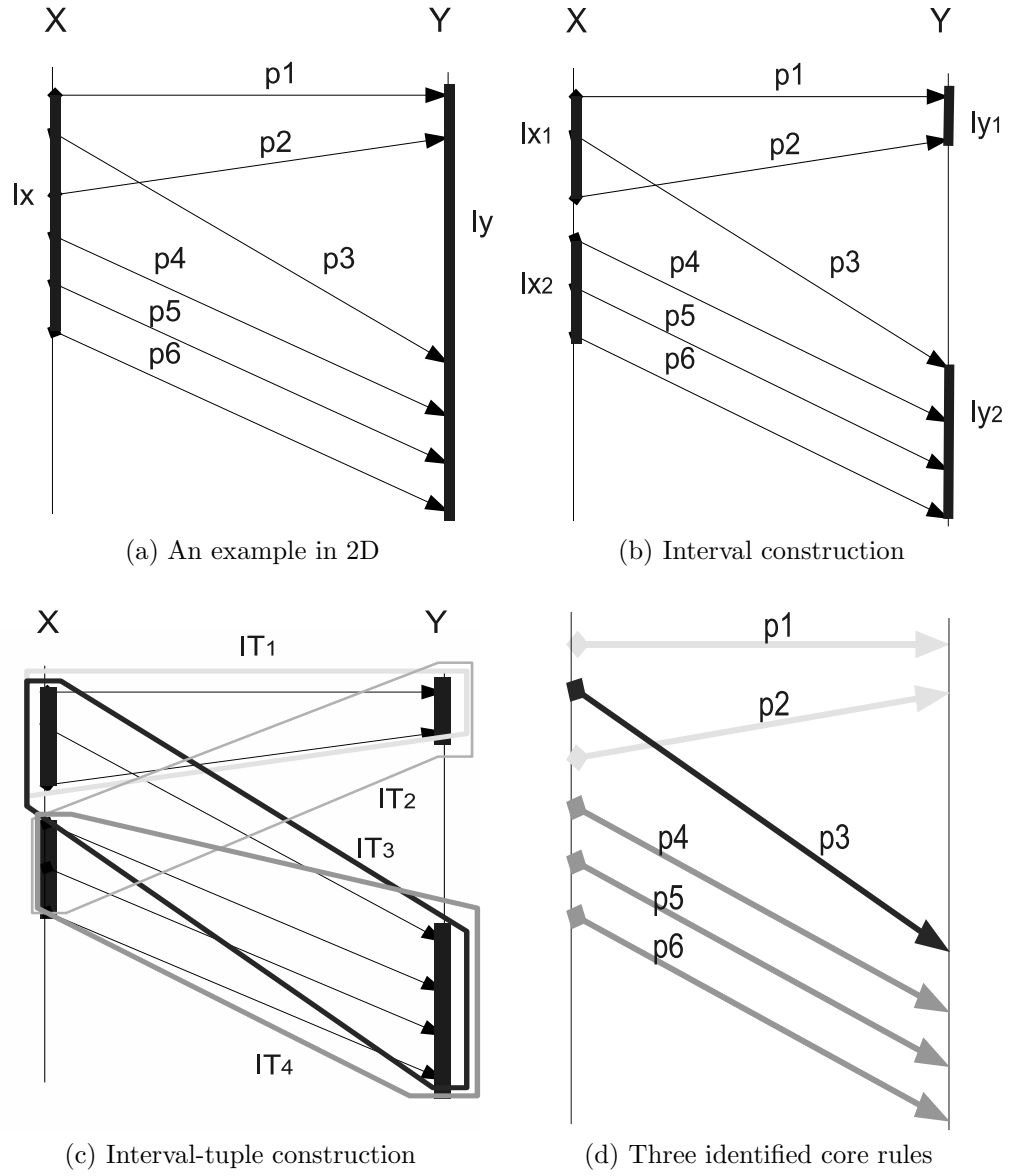 X Y
p1
p2
Ix
Iy
p3
p4
p5
p6
(a) An example in 2D
X Y
p1
Ix1
Iy1
p2
p3
p4
Ix2
p5
p6
Iy2
(b) Interval construction
X Y
IT1
IT2
IT3
IT4
(c) Interval-tuple construction
p1
p2
p3
p4
p5
p6
(d) Three identified core rules